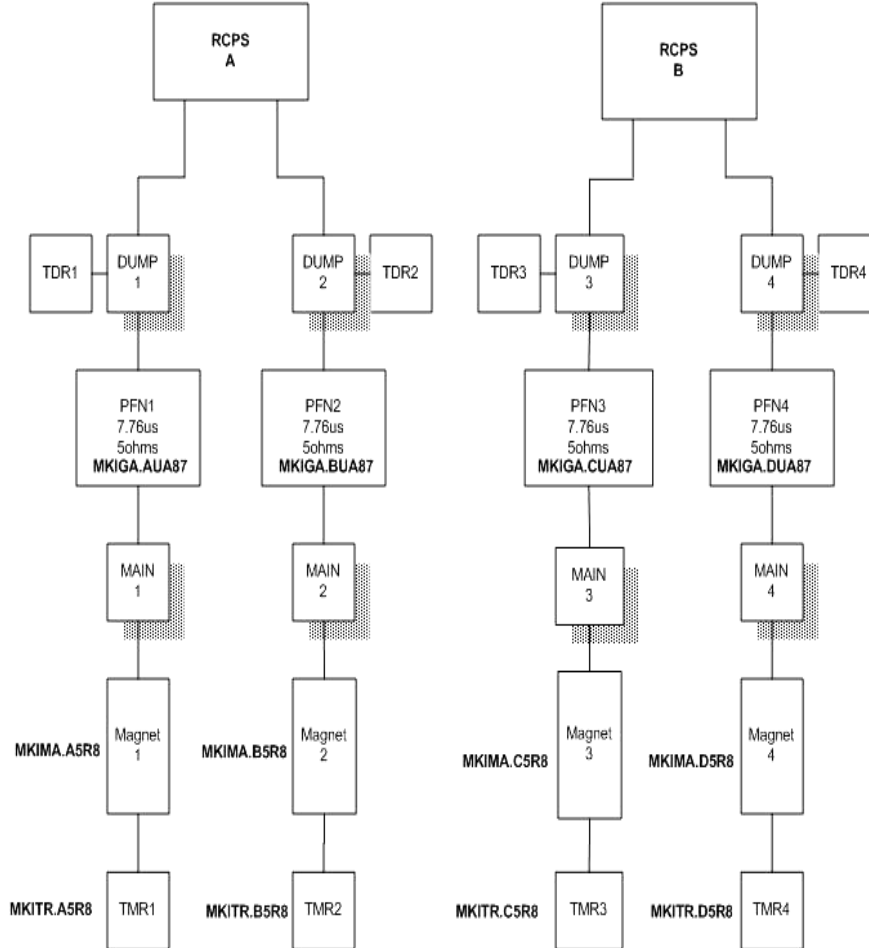 RCPS
A
RCPS
B
TDR1
DUMP
1
DUMP
2
TDR2
TDR3
DUMP
3
DUMP
4
TDR4
PFN1
7.76us
5ohms
MKIGA.AUA87
PFN2
7.76us
5ohms
MKIGA.BUA87
PFN3
7.76us
5ohms
MKIGA.CUA87
PFN4
7.76us
5ohms
MKIGA.DUA87
MAIN
1
MAIN
2
MAIN
3
MAIN
4
MKIMA.A5R8
Magnet
1
MKIMA.B5R8
Magnet
2
MKIMA.C5R8
Magnet
3
MKIMA.D5R8
Magnet
4
MKITR.A5R8
TMR1
MKITR.B5R8
TMR2
MKITR.C5R8
TMR3
MKITR.D5R8
TMR4